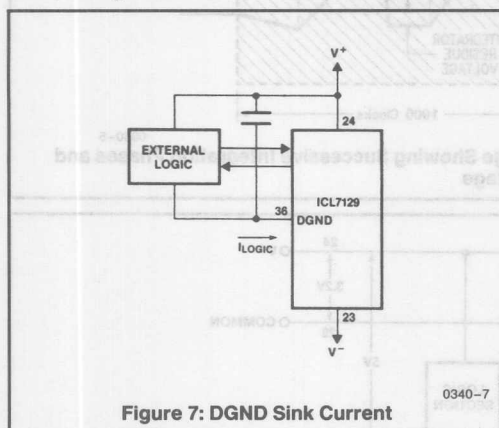 V+
24
EXTERNAL
LOGIC
ICL7129
36
DGND
ILOGIC
23
V−
0340–7
Figure 7: DGND Sink Current